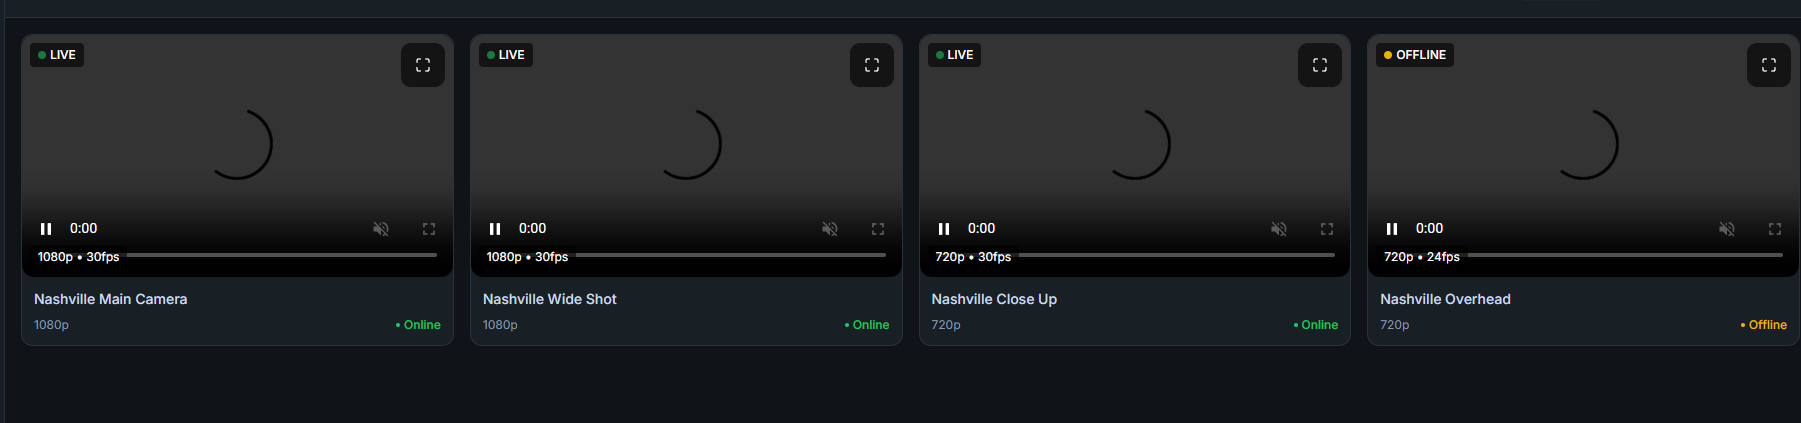 LIVE
0:00
1080p • 30fps
Nashville Main Camera
1080p
• Online
LIVE
0:00
1080p • 30fps
Nashville Wide Shot
1080p
• Online
LIVE
0:00
720p • 30fps
Nashville Close Up
720p
• Online
OFFLINE
0:00
720p • 24fps
Nashville Overhead
720p
• Offline